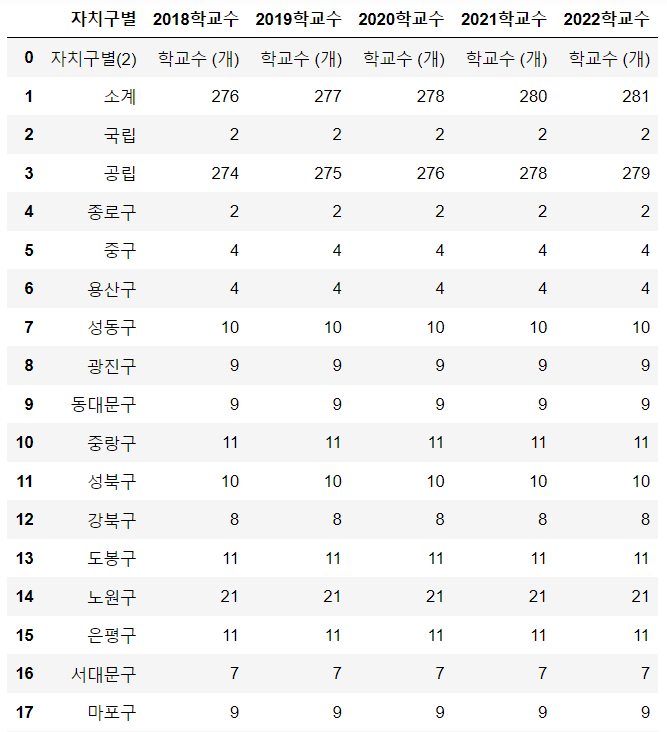 자치구별 2018학교수 2019학교수 2020학교수 2021학교수 2022학교수
0 자치구별(2) 학교수 (개) 학교수 (개) 학교수 (개) 학교수 (개) 학교수 (개)
1 소계 276 277 278 280 281
2 국립 2 2 2 2 2
3 공립 274 275 276 278 279
4 종로구 2 2 2 2 2
5 중구 4 4 4 4 4
6 용산구 4 4 4 4 4
7 성동구 10 10 10 10 10
8 광진구 9 9 9 9 9
9 동대문구 9 9 9 9 9
10 중랑구 11 11 11 11 11
11 성북구 10 10 10 10 10
12 강북구 8 8 8 8 8
13 도봉구 11 11 11 11 11
14 노원구 21 21 21 21 21
15 은평구 11 11 11 11 11
16 서대문구 7 7 7 7 7
17 마포구 9 9 9 9 9